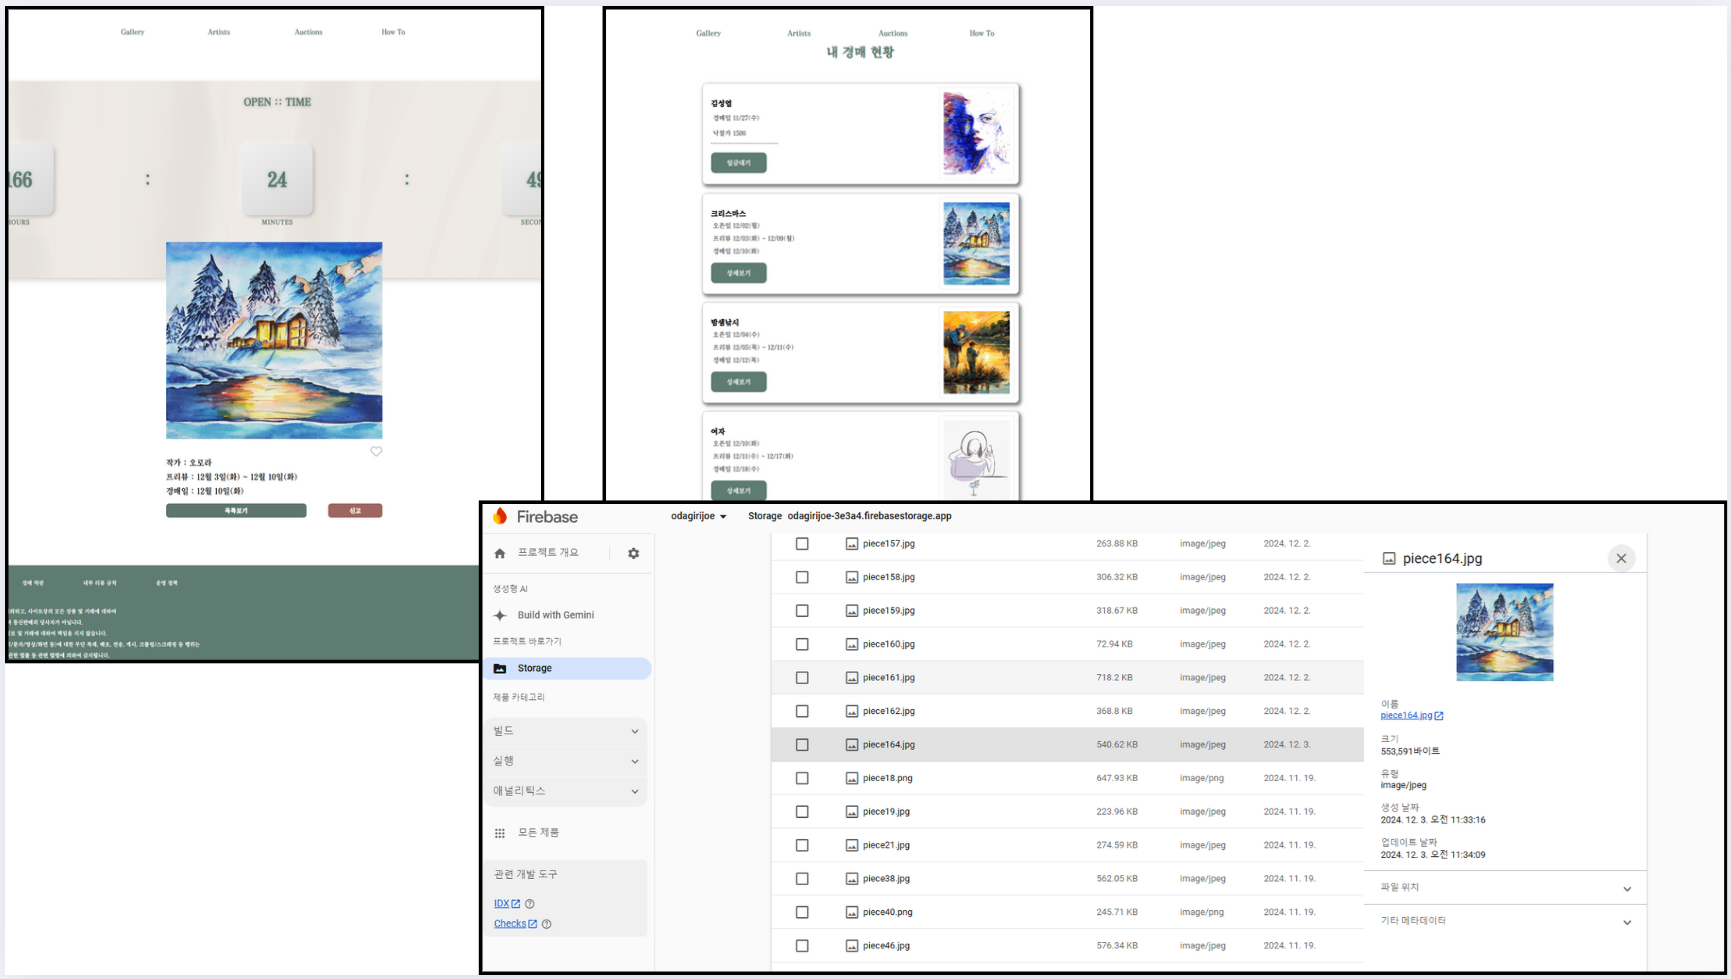 Gallery Artists Auctions How To
OPEN :: TIME
166 : 24 : 49
HOURS MINUTES SECON
작가 : 오로라
프리뷰 : 12월 3일(화) ~ 12월 10일(화)
경매일 : 12월 10일(화)
목록보기 신고
경매 약관 내부 리뷰 규칙 운영 정책
Gallery Artists Auctions How To
내 경매 현황
김성엽
경매일 11/27(수)
낙찰가 1500
입금대기
크리스마스
오픈일 12/02(월)
프리뷰 12/03(화) ~ 12/09(월)
경매일 12/10(화)
상세보기
밤샘낚시
오픈일 12/04(수)
프리뷰 12/05(목) ~ 12/11(수)
경매일 12/12(목)
상세보기
여자
오픈일 12/10(화)
프리뷰 12/11(수) ~ 12/17(화)
경매일 12/18(수)
상세보기
Firebase
odagirijoe
Storage odagirijoe-3e3a4.firebasestorage.app
프로젝트 개요
생성형 AI
Build with Gemini
프로젝트 바로가기
Storage
제품 카테고리
빌드
실행
애널리틱스
모든 제품
관련 개발 도구
IDX
Checks
piece157.jpg 263.88 KB image/jpeg 2024. 12. 2.
piece158.jpg 306.32 KB image/jpeg 2024. 12. 2.
piece159.jpg 318.67 KB image/jpeg 2024. 12. 2.
piece160.jpg 72.94 KB image/jpeg 2024. 12. 2.
piece161.jpg 718.2 KB image/jpeg 2024. 12. 2.
piece162.jpg 368.8 KB image/jpeg 2024. 12. 2.
piece164.jpg 540.62 KB image/jpeg 2024. 12. 3.
piece18.png 647.93 KB image/png 2024. 11. 19.
piece19.jpg 223.96 KB image/jpeg 2024. 11. 19.
piece21.jpg 274.59 KB image/jpeg 2024. 11. 19.
piece38.jpg 562.05 KB image/jpeg 2024. 11. 19.
piece40.png 245.71 KB image/png 2024. 11. 19.
piece46.jpg 576.34 KB image/jpeg 2024. 11. 19.
piece164.jpg
이름
piece164.jpg
크기
553,591바이트
유형
image/jpeg
생성 날짜
2024. 12. 3. 오전 11:33:16
업데이트 날짜
2024. 12. 3. 오전 11:34:09
파일 위치
기타 메타데이터